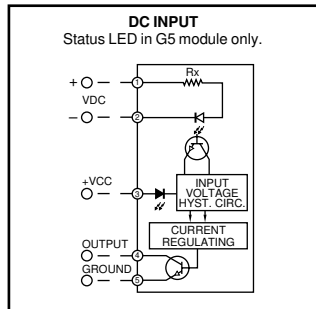 DC INPUT
Status LED in G5 module only.
Rx
+
1
VDC
–
2
+VCC
3
INPUT
VOLTAGE
HYST. CIRC.
CURRENT
REGULATING
OUTPUT
4
GROUND
5